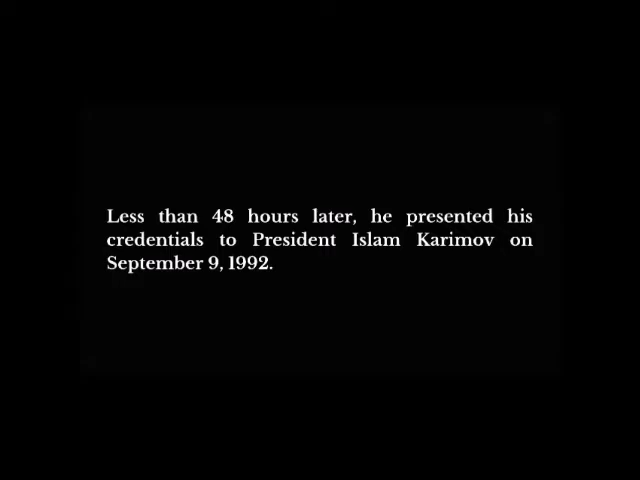 Less than 48 hours later, he presented his
credentials to President Islam Karimov on
September 9, 1992.